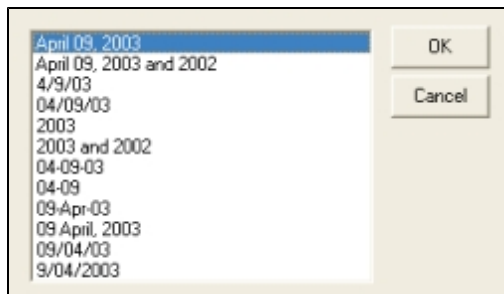 April 09, 2003
April 09, 2003 and 2002
4/9/03
04/09/03
2003
2003 and 2002
04-09-03
04-09
09-Apr-03
09 April, 2003
09/04/03
9/04/2003
OK
Cancel